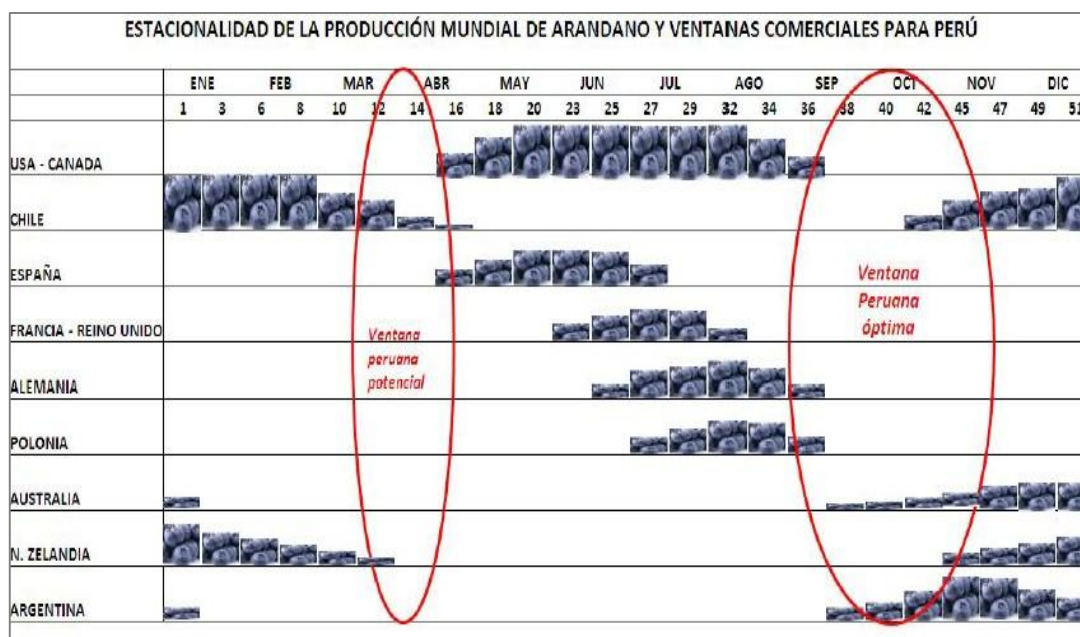 ESTACIONALIDAD DE LA PRODUCCIÓN MUNDIAL DE ARANDANO Y VENTANAS COMERCIALES PARA PERÚ
ENE FEB MAR ABR MAY JUN JUL AGO SEP OCT NOV DIC
1 3 6 8 10 12 14 16 18 20 23 25 27 29 32 34 36 38 40 42 45 47 49 51
USA - CANADA
CHILE
ESPAÑA
Ventana
Peruana
óptima
FRANCIA - REINO UNIDO
Ventana
peruana
potencial
ALEMANIA
POLONIA
AUSTRALIA
N. ZELANDIA
ARGENTINA